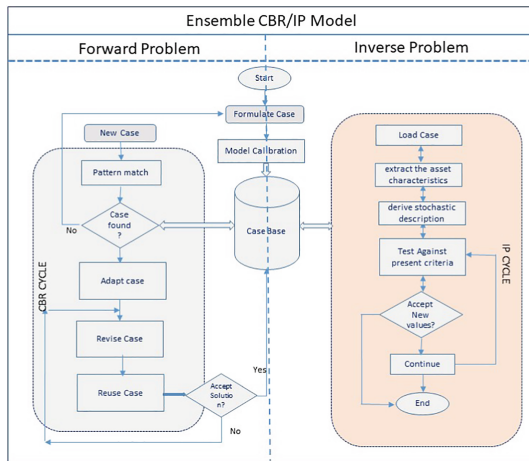 Ensemble CBR/IP Model
Forward Problem
Inverse Problem
Start
Formulate Case
New Case
Model Calibration
Pattern match
Case
found
?
No
Case Base
Adapt case
CBR CYCLE
Revise Case
Reuse Case
Accept
Solutio
n?
Yes
No
Load Case
extract the asset
characteristics
derive stochastic
description
Test Against
present criteria
IP CYCLE
Accept
New
values?
Continue
End